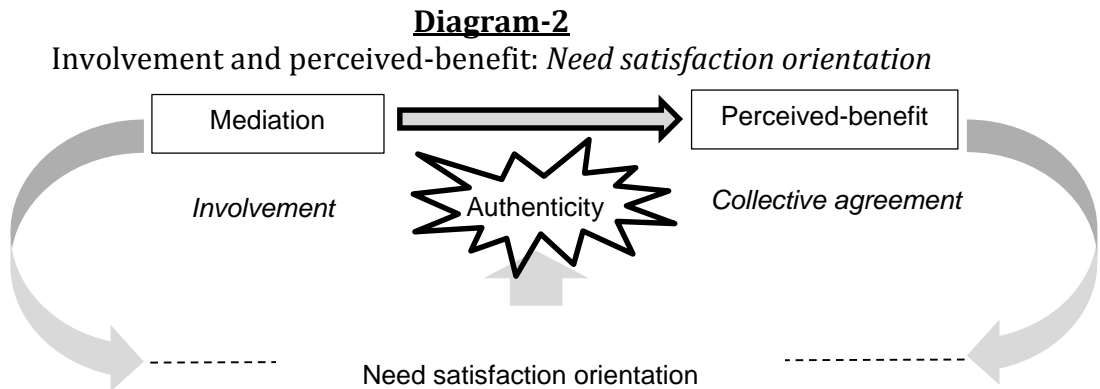 Diagram-2
Involvement and perceived-benefit: Need satisfaction orientation
Mediation
Perceived-benefit
Involvement
Authenticity
Collective agreement
Need satisfaction orientation